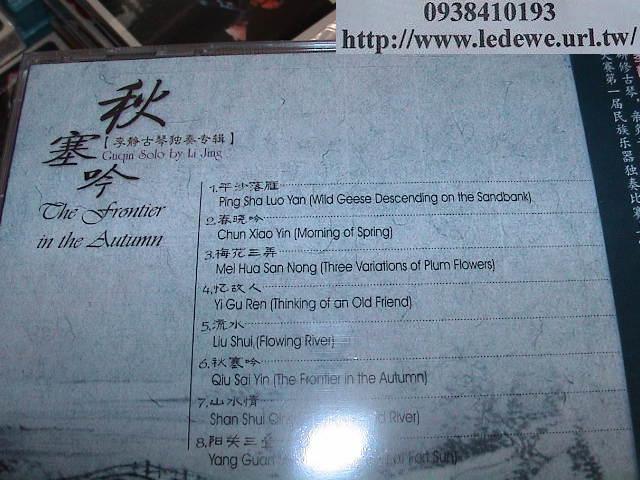 0938410193
http://www.ledewe.url.tw/
秋
塞
吟
【李静古琴独奏专辑】
Guqin Solo by Li Jing
The Frontier
in the Autumn
1.平沙落雁
Ping Sha Luo Yan (Wild Geese Descending on the Sandbank)
2.春晓吟
Chun Xiao Yin (Morning of Spring)
3.梅花三弄
Mei Hua San Nong (Three Variations of Plum Flowers)
4.忆故人
Yi Gu Ren (Thinking of an Old Friend)
5.流水
Liu Shui (Flowing River)
6.秋塞吟
Qiu Sai Yin (The Frontier in the Autumn)
7.山水情
Shan Shui Qing River)
8.阳关三叠
Yang Guan Sun)
修古琴
大赛第一届民族乐器独奏比